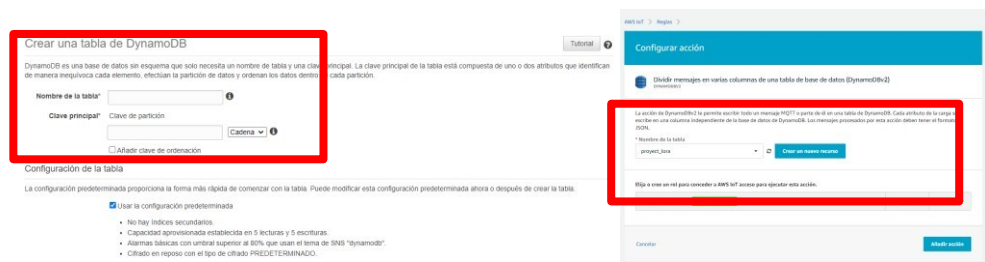 Crear una tabla de DynamoDB
Tutorial
DynamoDB es una base de datos sin esquema que solo necesita un nombre de tabla y una clave principal. La clave principal de la tabla está compuesta de uno o dos atributos que identifican
de manera inequívoca cada elemento, efectúan la partición de datos y ordenan los datos dentro de cada partición.
Nombre de la tabla*
Clave principal* Clave de partición
Cadena
Añadir clave de ordenación
Configuración de la tabla
La configuración predeterminada proporciona la forma más rápida de comenzar con la tabla. Puede modificar esta configuración predeterminada ahora o después de crear la tabla.
Usar la configuración predeterminada
• No hay índices secundarios.
• Capacidad aprovisionada establecida en 5 lecturas y 5 escrituras.
• Alarmas básicas con umbral superior al 80% que usan el tema de SNS "dynamodb".
• Cifrado en reposo con el tipo de cifrado PREDETERMINADO.
AWS IoT > Reglas >
Configurar acción
Dividir mensajes en varias columnas de una tabla de base de datos (DynamoDBv2)
DYNAMODBV2
La acción de DynamoDBv2 le permite escribir todo un mensaje MQTT o parte de él en una tabla de DynamoDB. Cada atributo de la carga se
escribe en una columna independiente de la base de datos de DynamoDB. Los mensajes procesados por esta acción deben tener el formato
JSON.
* Nombre de la tabla
proyect_lora
Crear un nuevo recurso
Elija o cree un rol para conceder a AWS IoT acceso para ejecutar esta acción.
Cancelar
Añadir acción